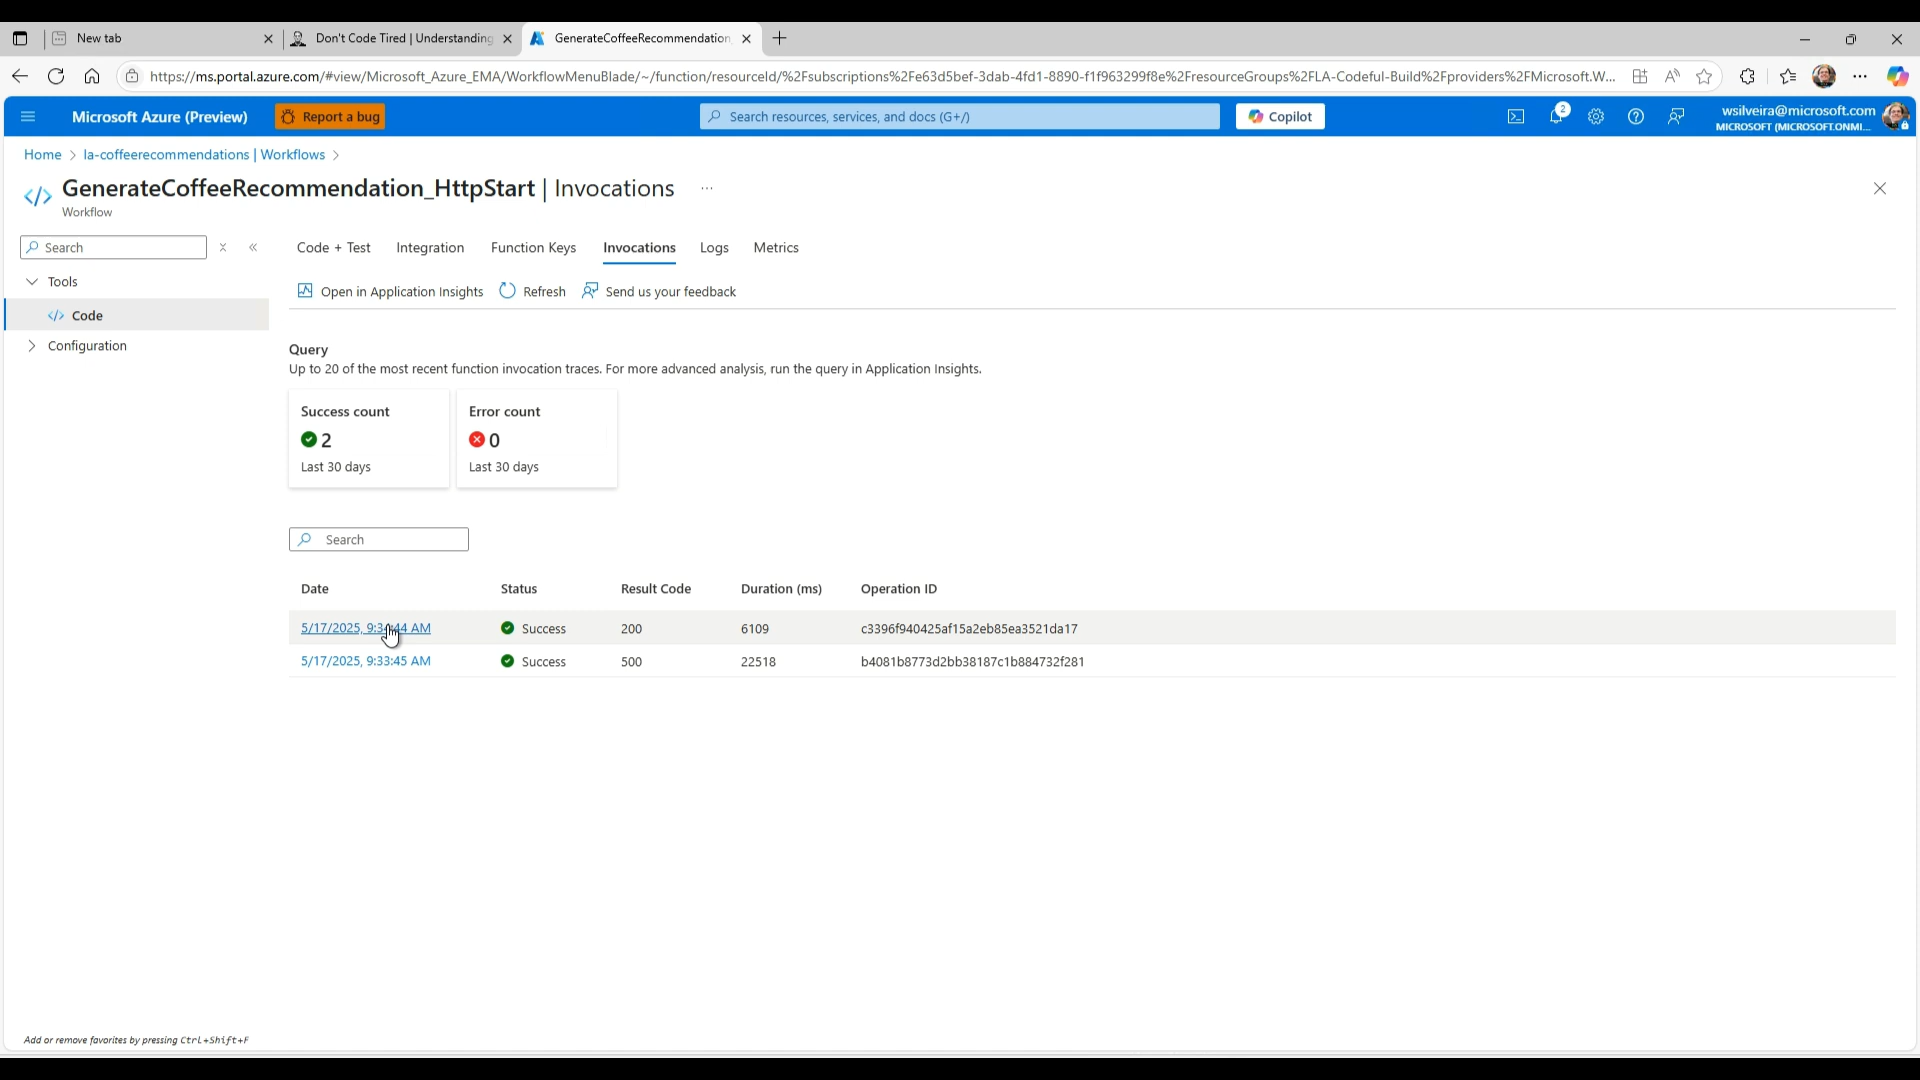 New tab
Don't Code Tired | Understanding
GenerateCoffeeRecommendation
https://ms.portal.azure.com/#view/Microsoft_Azure_EMA/WorkflowMenuBlade/~/function/resourceId/%2Fsubscriptions%2Fe63d5bef-3dab-4fd1-8890-f1f963299f8e%2FresourceGroups%2FLA-Codeful-Build%2Fproviders%2FMicrosoft.W...
Microsoft Azure (Preview)
Report a bug
Search resources, services, and docs (G+/)
Copilot
2
wsilveira@microsoft.com
MICROSOFT (MICROSOFT.ONMI...
Home > la-coffeerecommendations | Workflows >
GenerateCoffeeRecommendation_HttpStart | Invocations ...
Workflow
Search
Tools
</> Code
Configuration
Code + Test Integration Function Keys Invocations Logs Metrics
Open in Application Insights Refresh Send us your feedback
Query
Up to 20 of the most recent function invocation traces. For more advanced analysis, run the query in Application Insights.
Success count
2
Last 30 days
Error count
0
Last 30 days
Search
Date Status Result Code Duration (ms) Operation ID
44 AM Success 200 6109 c3396f940425af15a2eb85ea3521da17
5/17/2025, 9:33:45 AM Success 500 22518 b4081b8773d2bb38187c1b884732f281
Add or remove favorites by pressing Ctrl+Shift+F